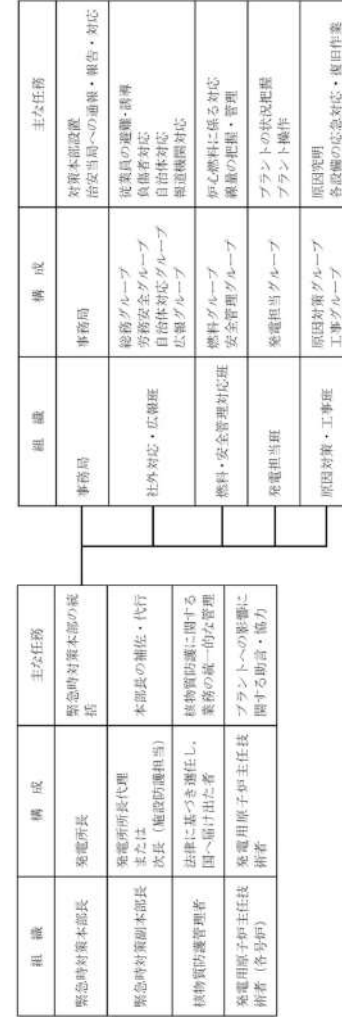 組　織
構　成
主な任務
緊急時対策本部長
発電所長
緊急時対策本部の統
括
緊急時対策副本部長
発電所所長代理
または
次長（施設防護担当）
本部長の補佐・代行
核物質防護管理者
法律に基づき選任し，
国へ届け出た者
核物質防護に関する
業務の統一的な管理
発電用原子炉主任技
術者（各号炉）
発電用原子炉主任技
術者
プラントへの影響に
関する助言・協力
組　織
構　成
主な任務
事務局
事務局
対策本部設置
治安当局への通報・報告・対応
社外対応・広報班
総務グループ
労務安全グループ
自治体対応グループ
広報グループ
従業員の避難・誘導
負傷者対応
自治体対応
報道機関対応
燃料・安全管理対応班
燃料グループ
安全管理グループ
炉心燃料に係る対応
線量の把握・管理
発電担当班
発電担当グループ
プラントの状況把握
プラント操作
原因対策・工事班
原因対策グループ
工事グループ
原因究明
各設備の応急対応・復旧作業